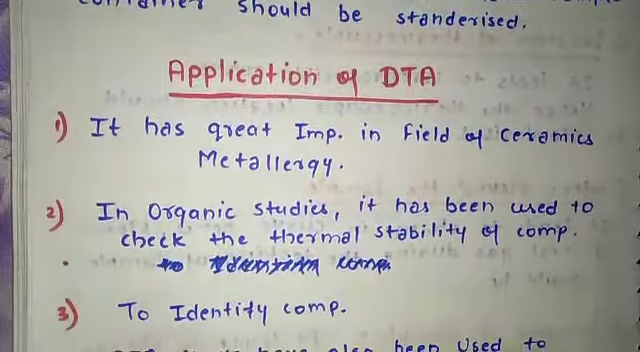 container should be standerised.
Application of DTA
1) It has great Imp. in field of ceramics
Metallergy.
2) In Organic studies, it has been used to
check the thermal stability of comp.
3) To Identity comp.
also been used to